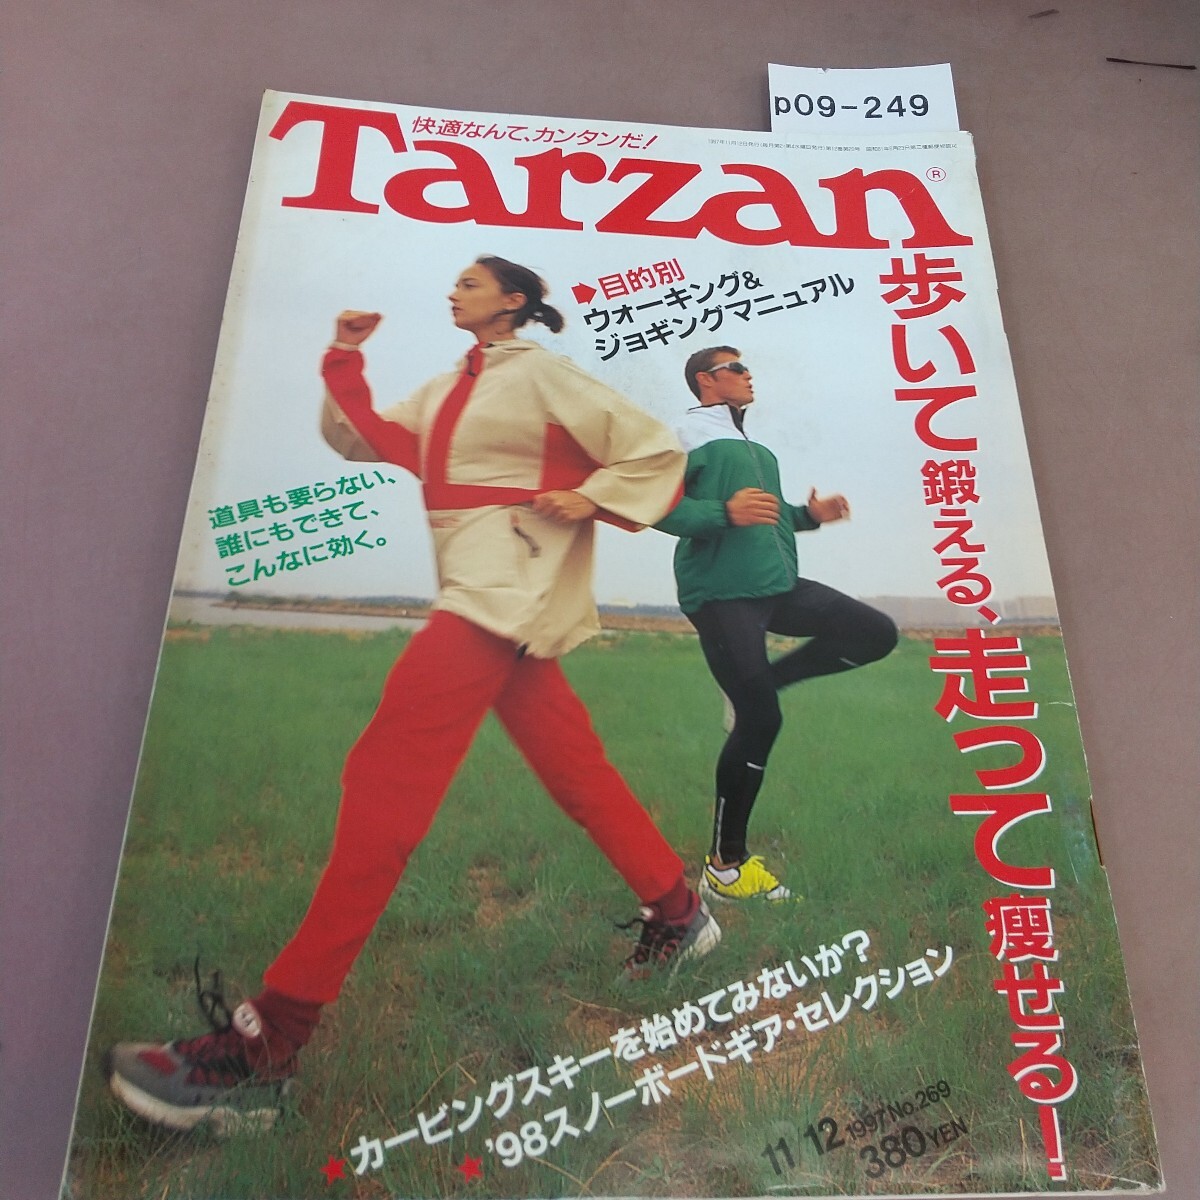 p09-249
快適なんて、カンタンだ!
Tarzan
®
➡目的別
ウォーキング&
ジョギングマニュアル
歩いて鍛える、走って痩せる!
道具も要らない、
誰にもできて、
こんなに効く。
★カービングスキーを始めてみないか?
★'98スノーボードギア・セレクション
11/12 1997 No.269
380YEN